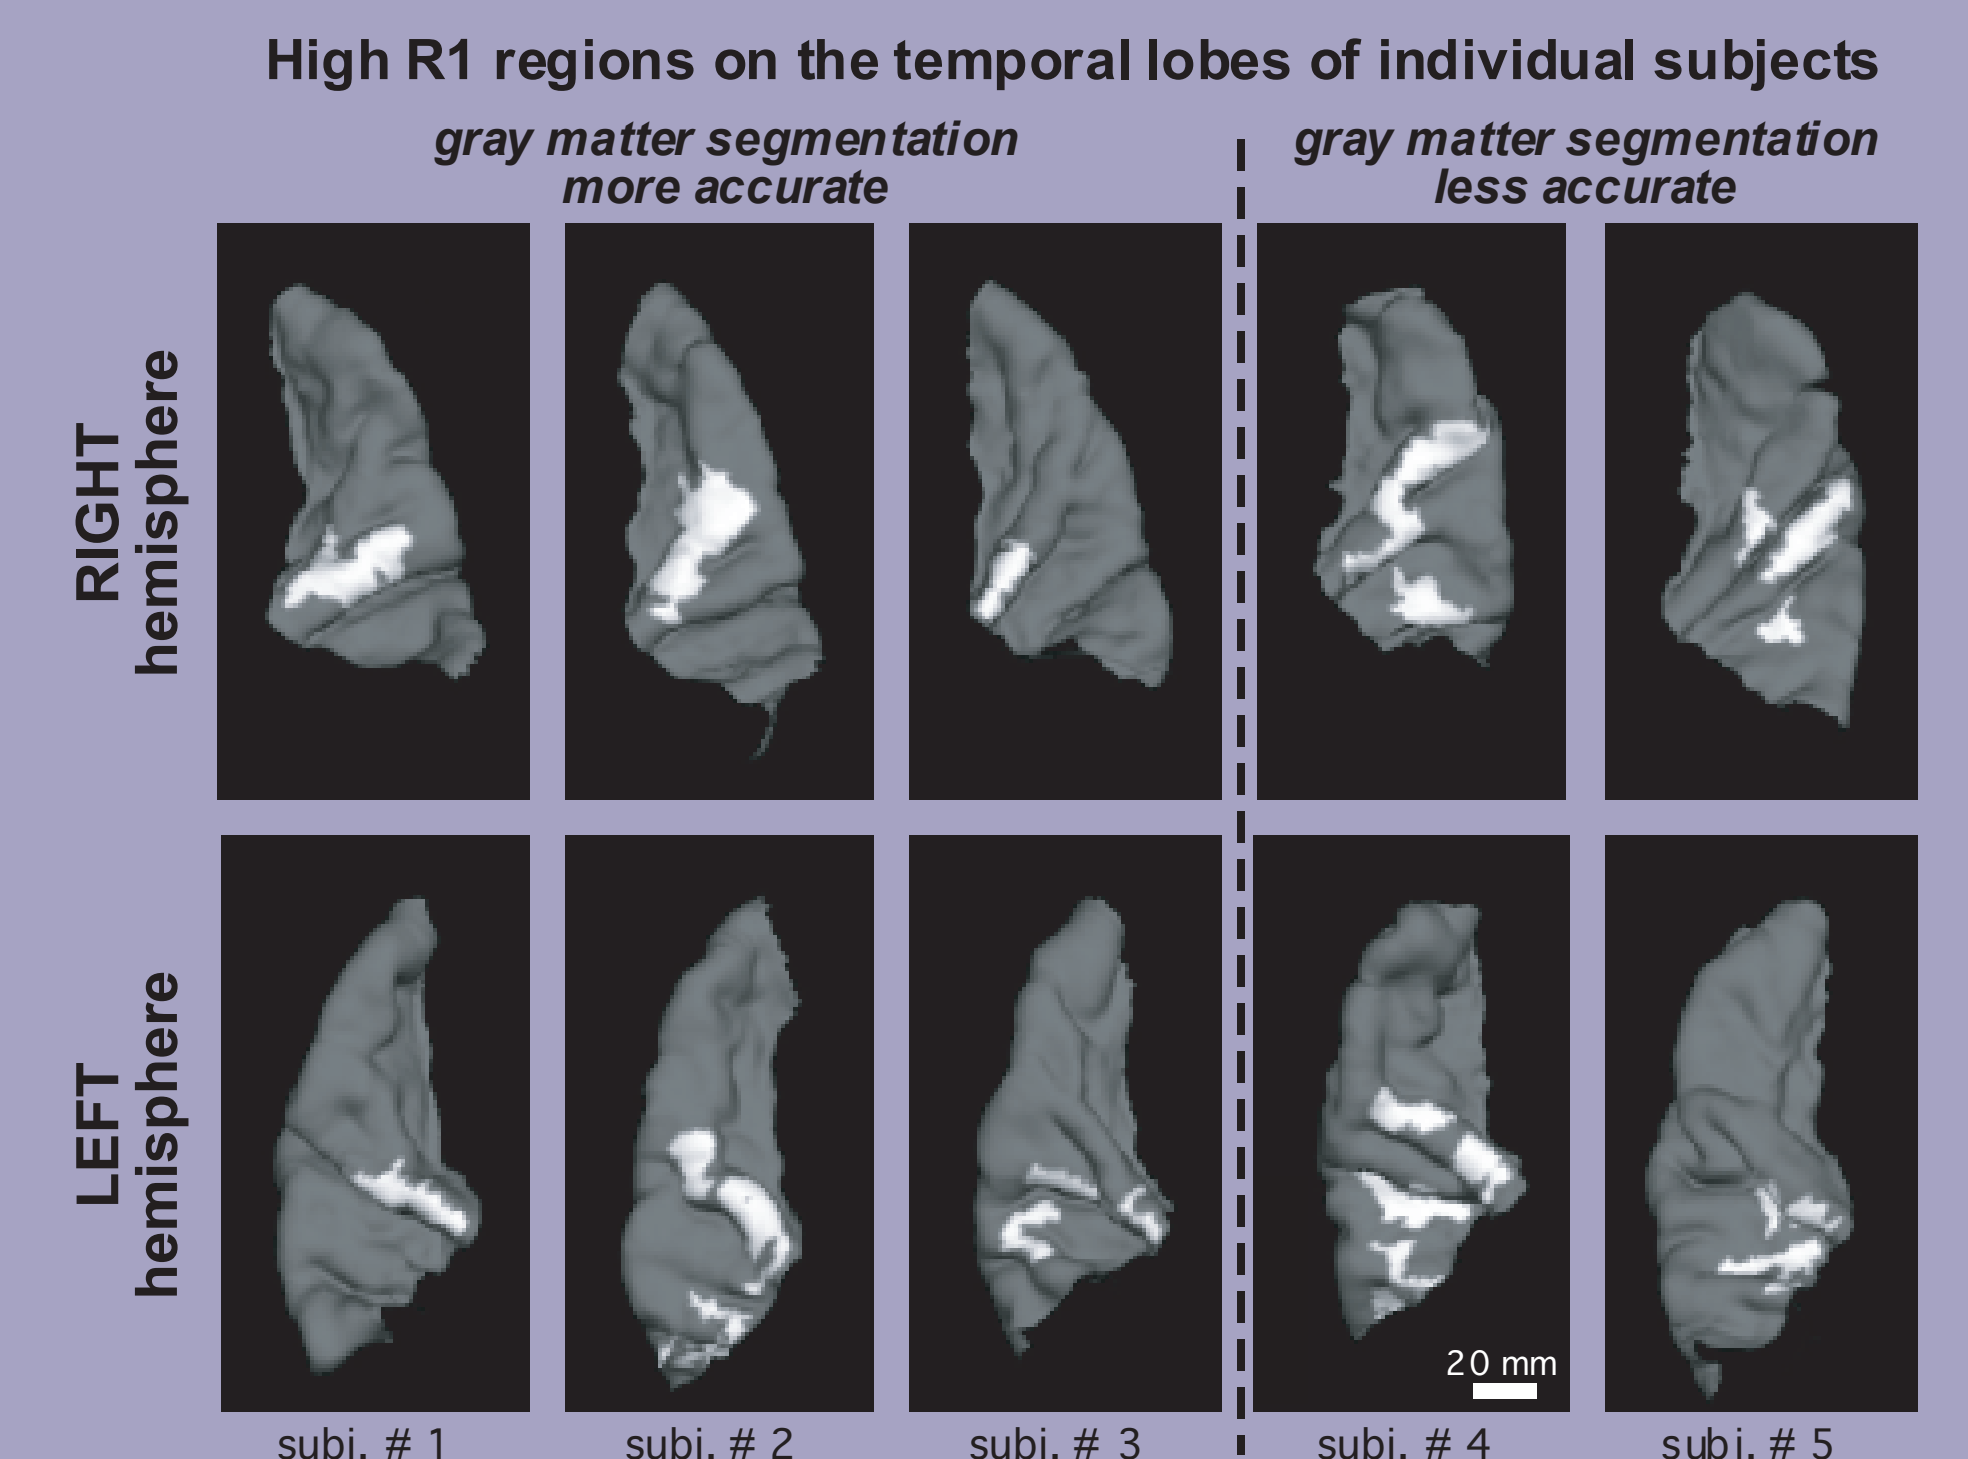 High R1 regions on the temporal lobes of individual subjects
gray matter segmentation
more accurate
gray matter segmentation
less accurate
RIGHT
hemisphere
LEFT
hemisphere
20 mm
subj. # 1
subj. # 2
subj. # 3
subj. # 4
subj. # 5